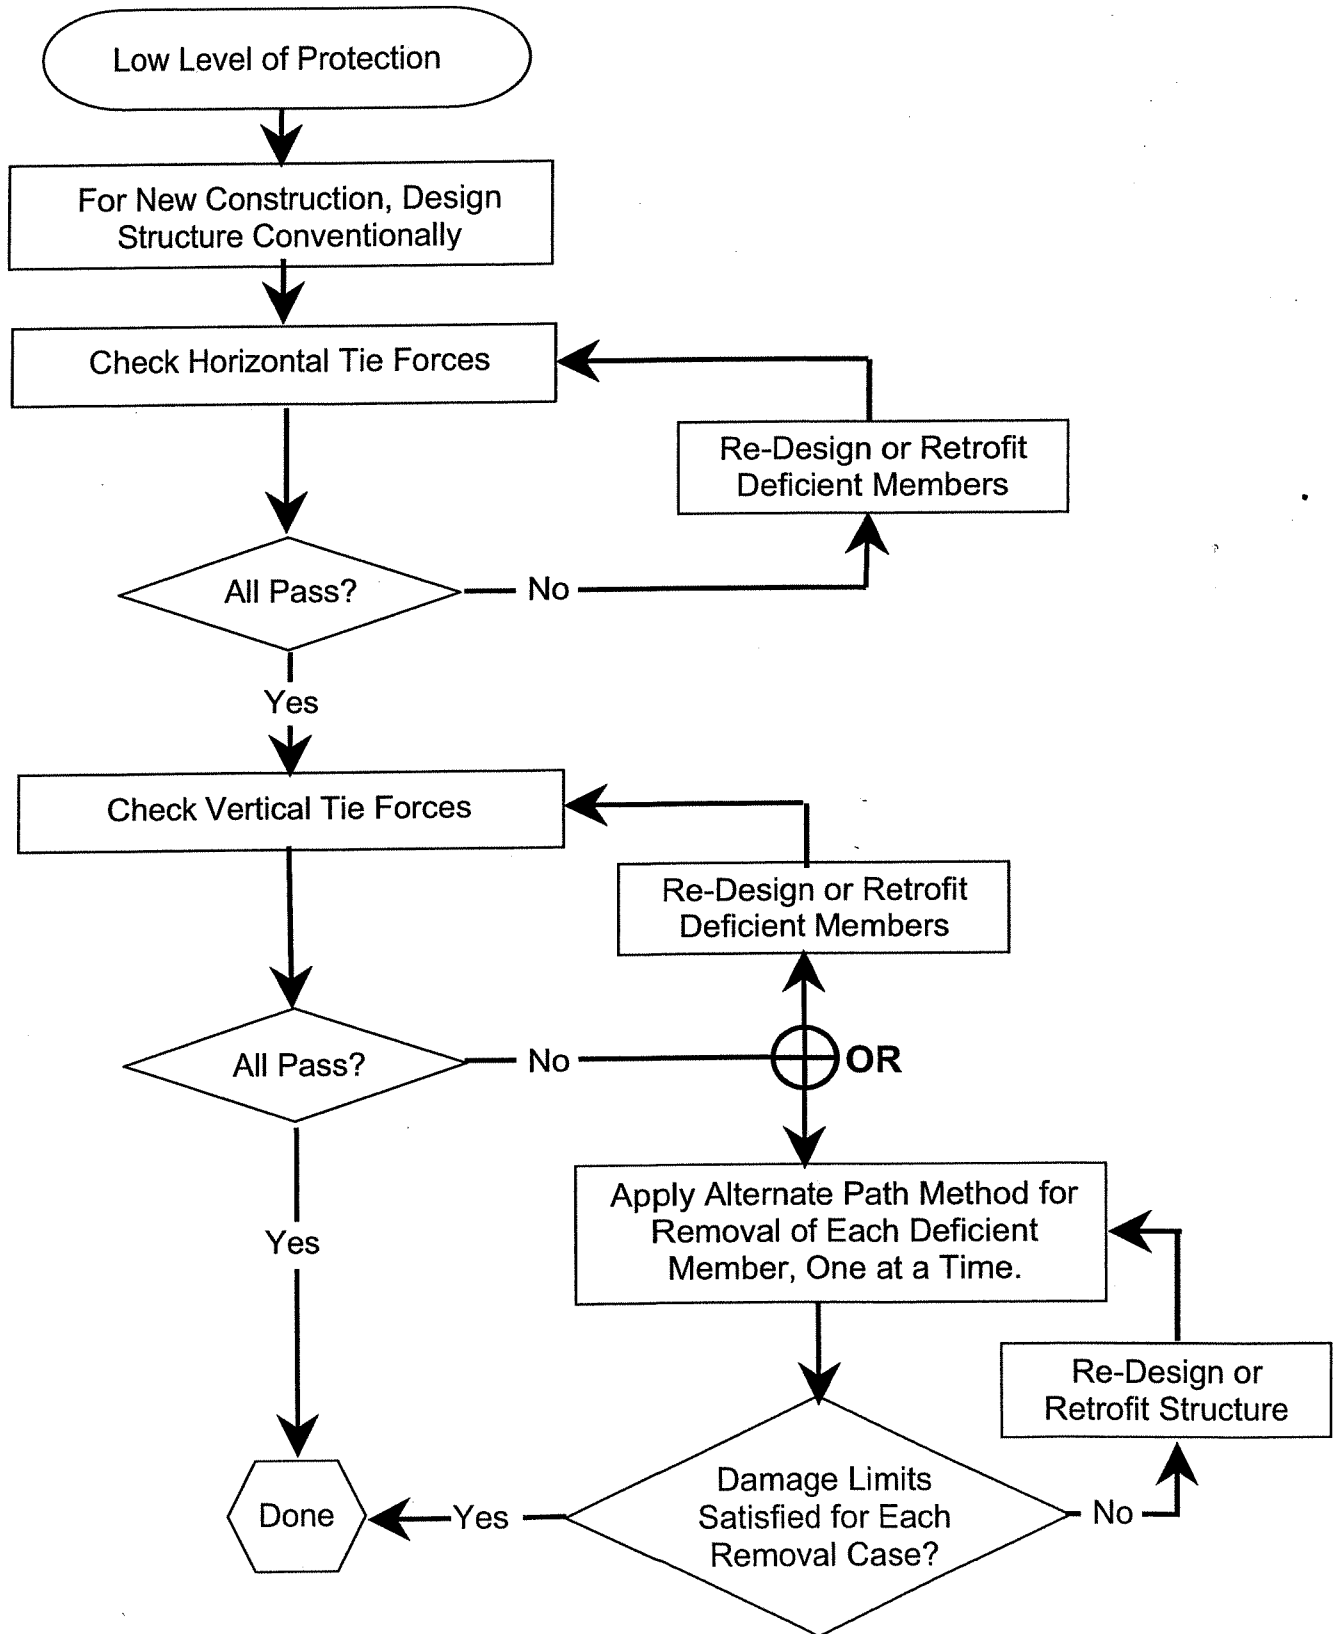 Low Level of Protection
For New Construction, Design
Structure Conventionally
Check Horizontal Tie Forces
Re-Design or Retrofit
Deficient Members
All Pass?
No
Yes
Check Vertical Tie Forces
Re-Design or Retrofit
Deficient Members
All Pass?
No
OR
Apply Alternate Path Method for
Removal of Each Deficient
Member, One at a Time.
Yes
Re-Design or
Retrofit Structure
Damage Limits
Satisfied for Each
Removal Case?
No
Yes
Done